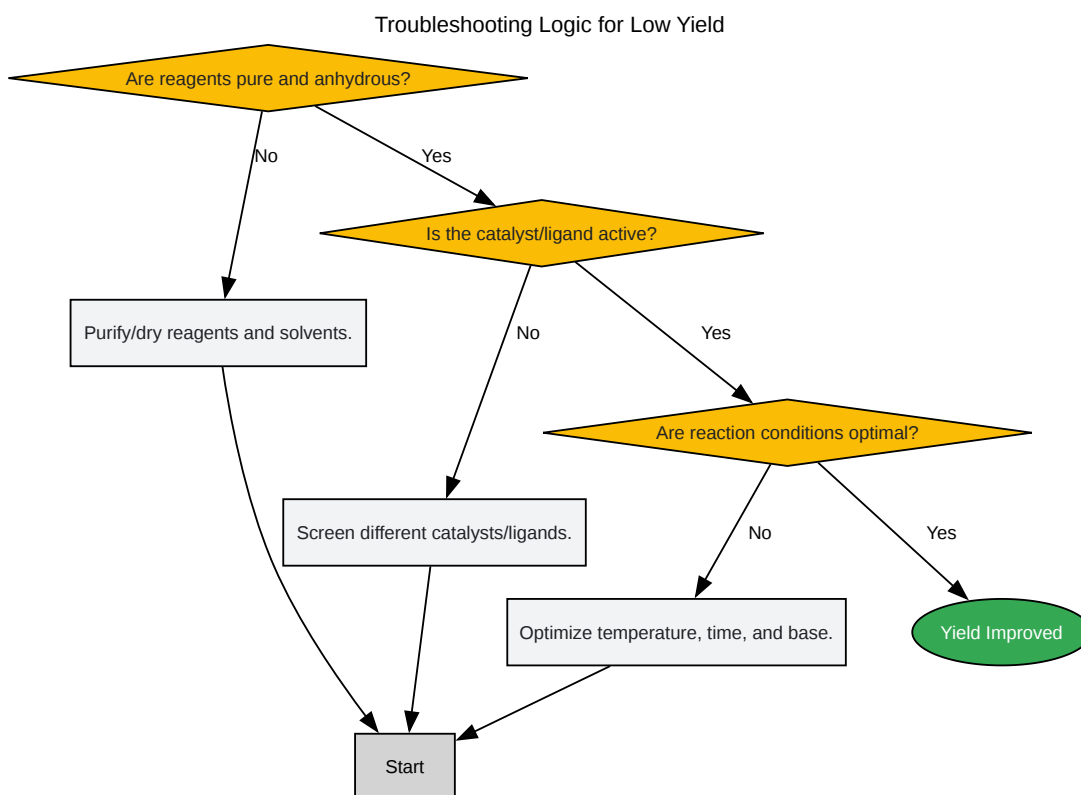 Troubleshooting Logic for Low Yield
Are reagents pure and anhydrous?
No
Yes
Is the catalyst/ligand active?
Purify/dry reagents and solvents.
No
Yes
Are reaction conditions optimal?
Screen different catalysts/ligands.
No
Yes
Optimize temperature, time, and base.
Yield Improved
Start